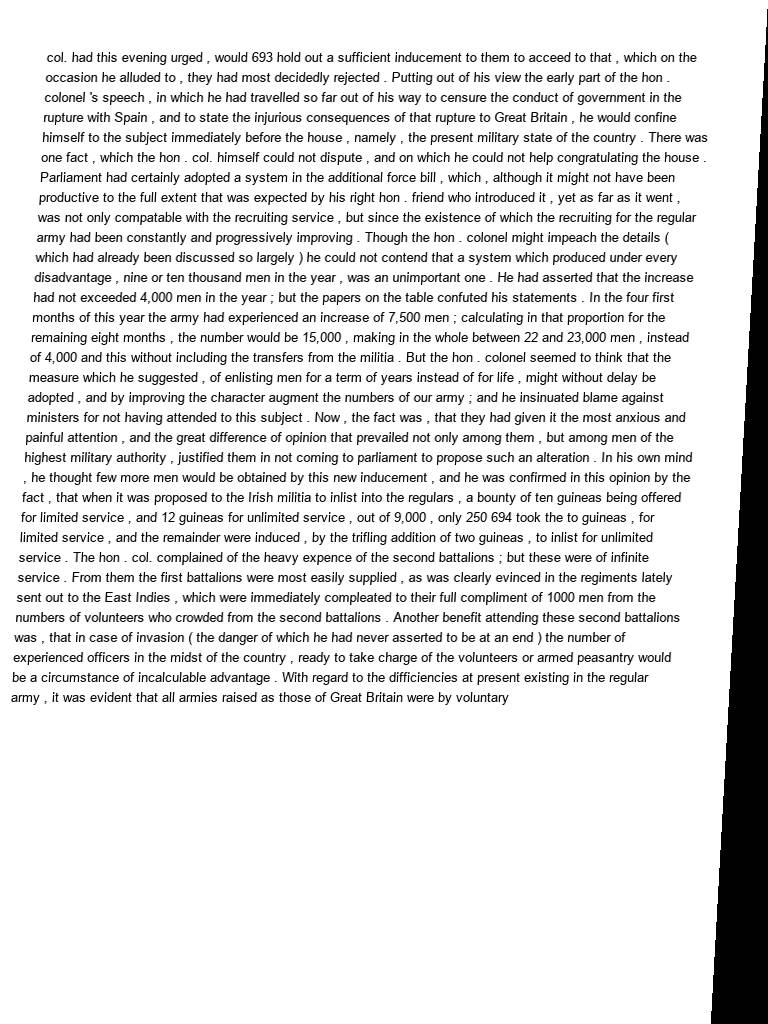 col. had this evening urged , would 693 hold out a sufficient inducement to them to acceed to that , which on the
occasion he alluded to , they had most decidedly rejected . Putting out of his view the early part of the hon .
colonel 's speech , in which he had travelled so far out of his way to censure the conduct of government in the
rupture with Spain , and to state the injurious consequences of that rupture to Great Britain , he would confine
himself to the subject immediately before the house , namely , the present military state of the country . There was
one fact , which the hon . col. himself could not dispute , and on which he could not help congratulating the house .
Parliament had certainly adopted a system in the additional force bill , which , although it might not have been
productive to the full extent that was expected by his right hon . friend who introduced it , yet as far as it went ,
was not only compatable with the recruiting service , but since the existence of which the recruiting for the regular
army had been constantly and progressively improving . Though the hon . colonel might impeach the details (
which had already been discussed so largely ) he could not contend that a system which produced under every
disadvantage , nine or ten thousand men in the year , was an unimportant one . He had asserted that the increase
had not exceeded 4,000 men in the year ; but the papers on the table confuted his statements . In the four first
months of this year the army had experienced an increase of 7,500 men ; calculating in that proportion for the
remaining eight months , the number would be 15,000 , making in the whole between 22 and 23,000 men , instead
of 4,000 and this without including the transfers from the militia . But the hon . colonel seemed to think that the
measure which he suggested , of enlisting men for a term of years instead of for life , might without delay be
adopted , and by improving the character augment the numbers of our army ; and he insinuated blame against
ministers for not having attended to this subject . Now , the fact was , that they had given it the most anxious and
painful attention , and the great difference of opinion that prevailed not only among them , but among men of the
highest military authority , justified them in not coming to parliament to propose such an alteration . In his own mind
, he thought few more men would be obtained by this new inducement , and he was confirmed in this opinion by the
fact , that when it was proposed to the Irish militia to inlist into the regulars , a bounty of ten guineas being offered
for limited service , and 12 guineas for unlimited service , out of 9,000 , only 250 694 took the to guineas , for
limited service , and the remainder were induced , by the trifling addition of two guineas , to inlist for unlimited
service . The hon . col. complained of the heavy expence of the second battalions ; but these were of infinite
service . From them the first battalions were most easily supplied , as was clearly evinced in the regiments lately
sent out to the East Indies , which were immediately compleated to their full compliment of 1000 men from the
numbers of volunteers who crowded from the second battalions . Another benefit attending these second battalions
was , that in case of invasion ( the danger of which he had never asserted to be at an end ) the number of
experienced officers in the midst of the country , ready to take charge of the volunteers or armed peasantry would
be a circumstance of incalculable advantage . With regard to the difficiencies at present existing in the regular
army , it was evident that all armies raised as those of Great Britain were by voluntary